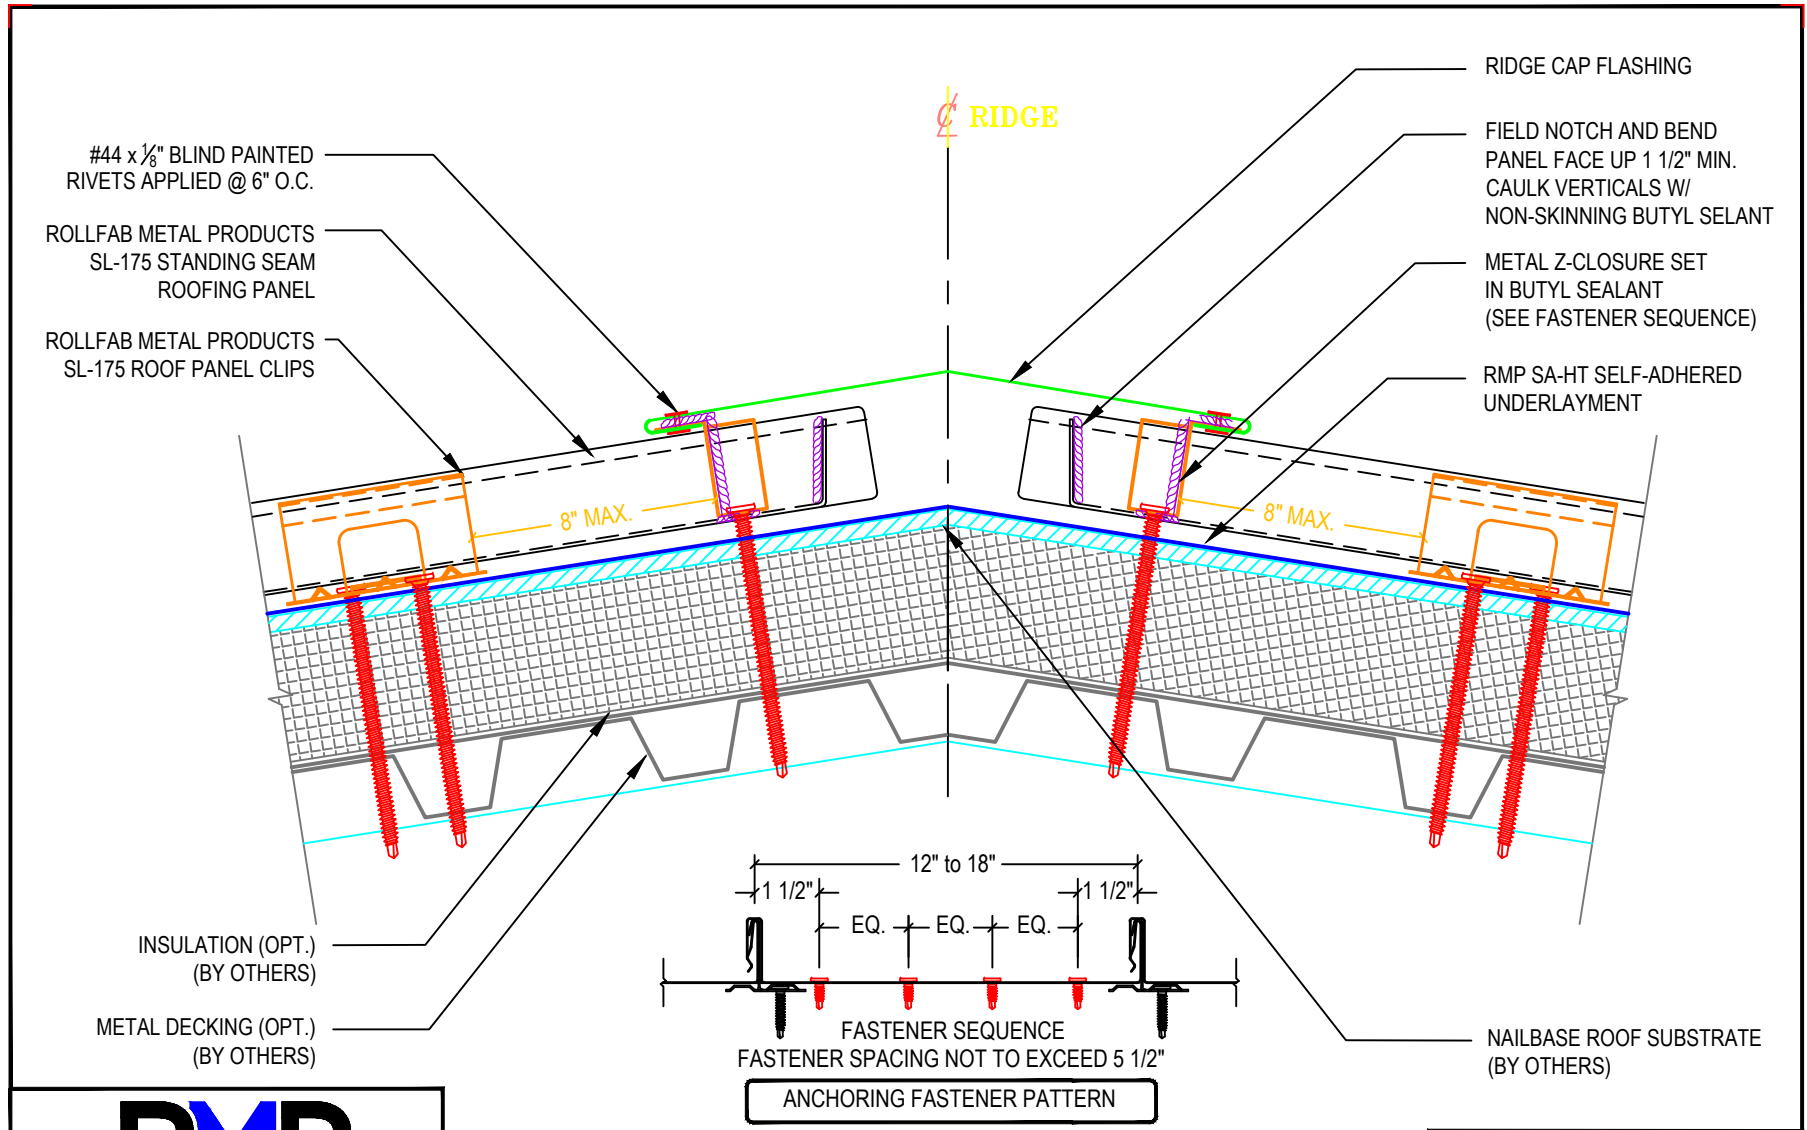 RIDGE CAP FLASHING
₵ RIDGE
FIELD NOTCH AND BEND
PANEL FACE UP 1 1/2" MIN.
CAULK VERTICALS W/
NON-SKINNING BUTYL SELANT
#44 x 1/8" BLIND PAINTED
RIVETS APPLIED @ 6" O.C.
ROLLFAB METAL PRODUCTS
SL-175 STANDING SEAM
ROOFING PANEL
METAL Z-CLOSURE SET
IN BUTYL SEALANT
(SEE FASTENER SEQUENCE)
ROLLFAB METAL PRODUCTS
SL-175 ROOF PANEL CLIPS
RMP SA-HT SELF-ADHERED
UNDERLAYMENT
8" MAX.
8" MAX.
12" to 18"
1 1/2"
1 1/2"
EQ.
EQ.
EQ.
INSULATION (OPT.)
(BY OTHERS)
METAL DECKING (OPT.)
(BY OTHERS)
FASTENER SEQUENCE
FASTENER SPACING NOT TO EXCEED 5 1/2"
ANCHORING FASTENER PATTERN
NAILBASE ROOF SUBSTRATE
(BY OTHERS)
RMP